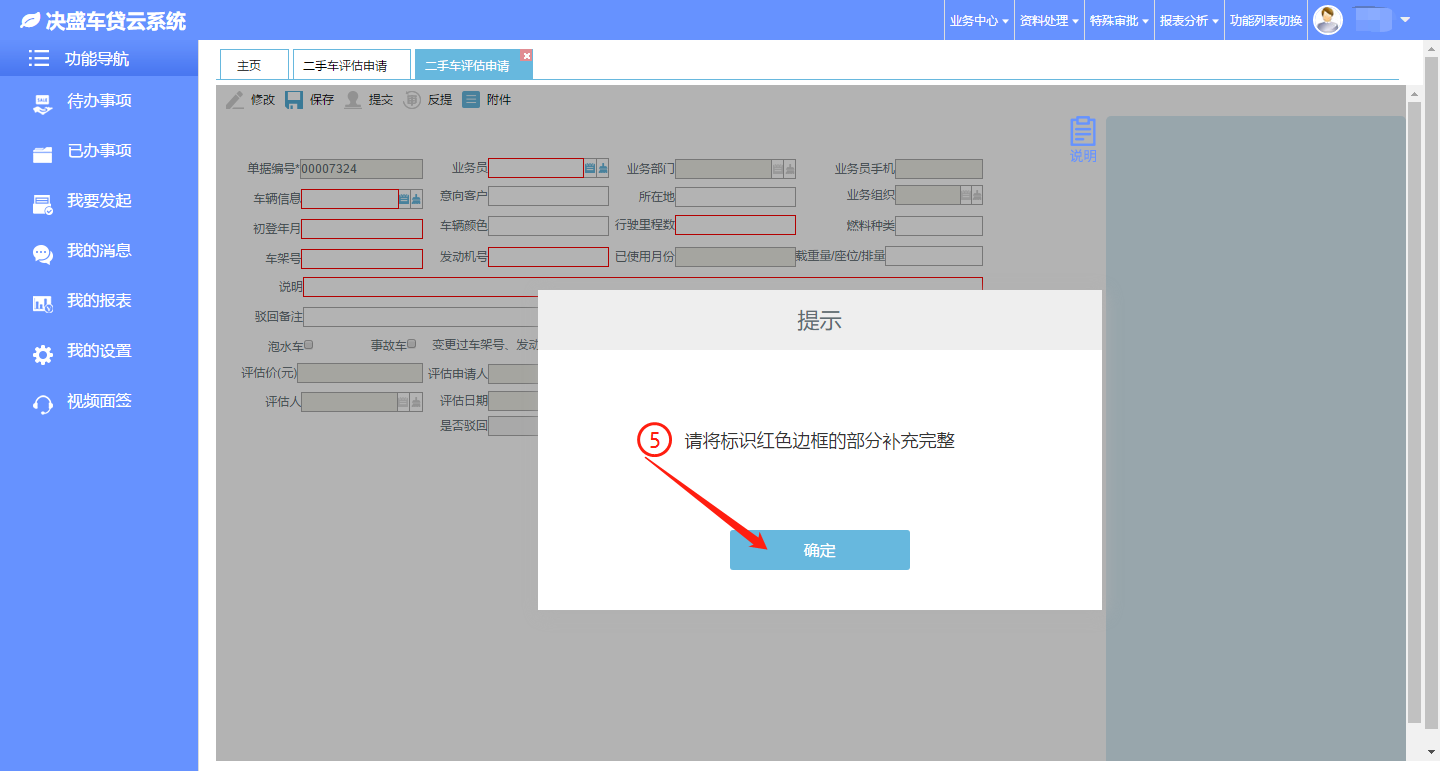 决盛车贷云系统
业务中心 资料处理 特殊审批 报表分析 功能列表切换
功能导航
待办事项
已办事项
我要发起
我的消息
我的报表
我的设置
视频面签
主页 二手车评估申请 二手车评估申请
修改 保存 提交 反提 附件
说明
单据编号*00007324 业务员 业务部门 业务员手机
车辆信息 意向客户 所在地 业务组织
初登年月 车辆颜色 行驶里程数 燃料种类
车架号 发动机号 已使用月份 载重量/座位/排量
说明
驳回备注
泡水车 事故车 变更过车架号、发动
评估价(元) 评估申请人
评估人 评估日期
是否驳回
提示
5 请将标识红色边框的部分补充完整
确定